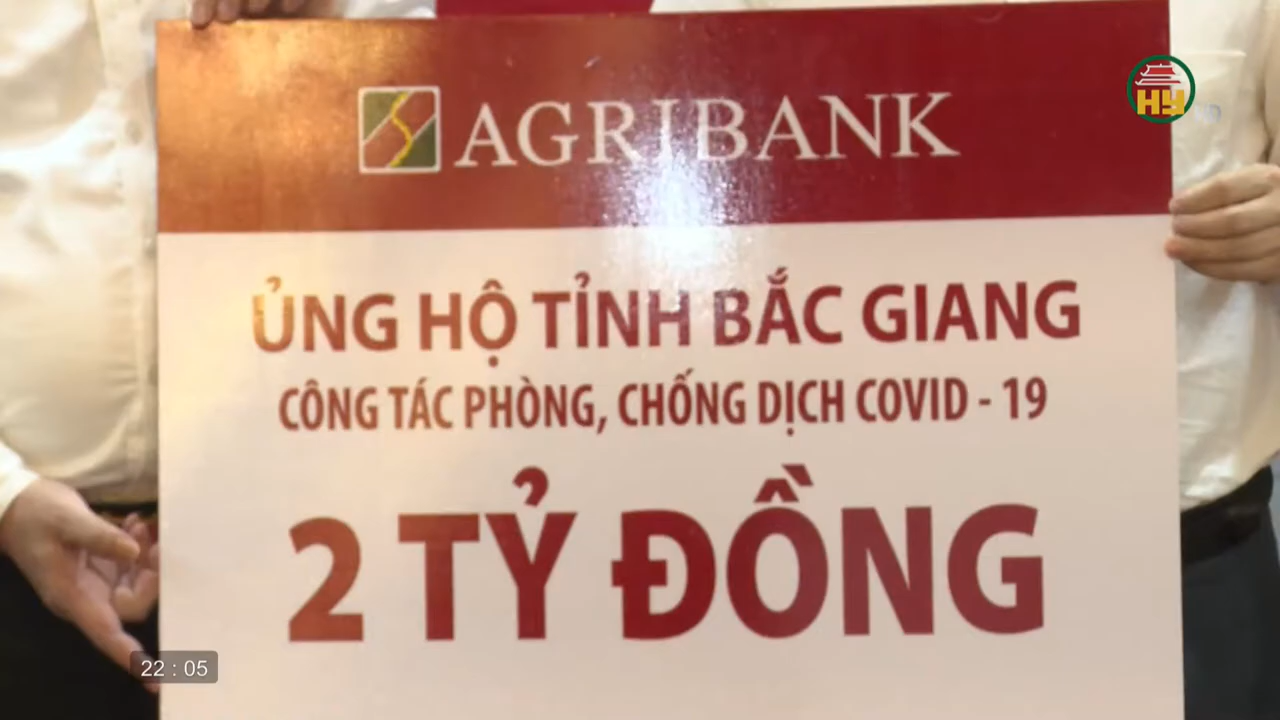 AGRIBANK
HY
ỦNG HỘ TỈNH BẮC GIANG
CÔNG TÁC PHÒNG, CHỐNG DỊCH COVID - 19
2 TỶ ĐỒNG
22 : 05